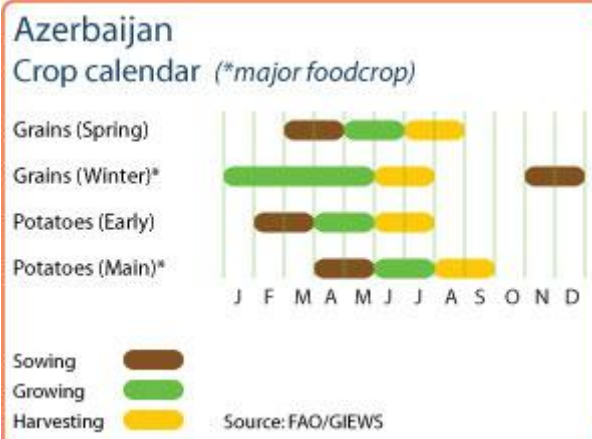 Azerbaijan
Crop calendar (*major foodcrop)
Grains (Spring)
Grains (Winter)*
Potatoes (Early)
Potatoes (Main)*
J F M A M J J A S O N D
Sowing
Growing
Harvesting
Source: FAO/GIEWS